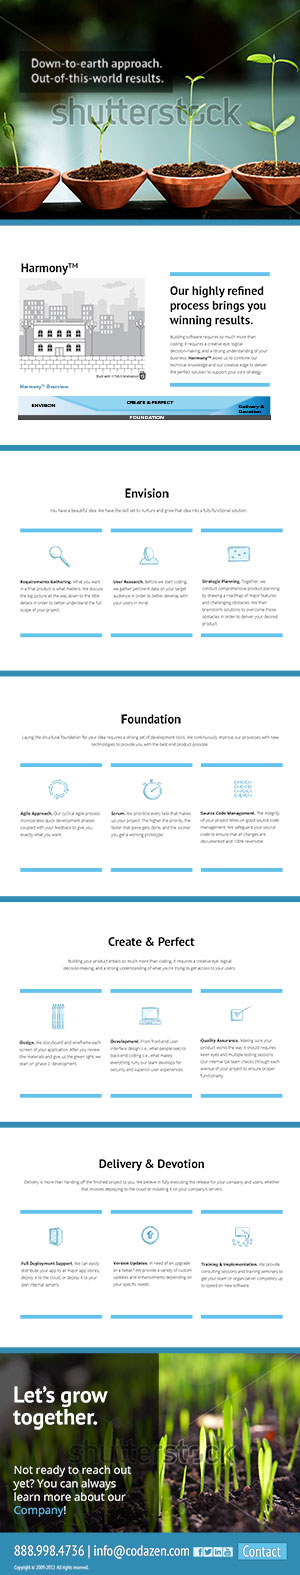 Down-to-earth approach.
Out-of-this-world results.
shutterstock
Harmony™
Our highly refined
process brings you
winning results.
Building software requires so much more than
coding; it requires a creative eye, logical
decision-making, and a strong understanding of your
business. Harmony™ allows us to combine our
technical knowledge and our creative edge to deliver
the perfect solution to support your core strategy.
Built with HTML5 Animation
Harmony™ Overview
ENVISION
CREATE & PERFECT
Delivery &
Devotion
FOUNDATION
Envision
You have a beautiful idea. We have the skill set to nurture and grow that idea into a fully functional solution.
Requirements Gathering. What you want
in a final product is what matters. We discuss
the big picture all the way down to the little
details in order to better understand the full
scope of your project.
User Research. Before we start coding,
we gather pertinent data on your target
audience in order to better develop with
your users in mind.
Strategic Planning. Together, we
conduct comprehensive product planning
by drawing a roadmap of major features
and challenging obstacles. We then
brainstorm solutions to overcome those
obstacles in order to deliver your desired
product.
Foundation
Laying the structural foundation for your idea requires a strong set of development tools. We continuously improve our processes with new
technologies to provide you with the best end product possible.
Agile Approach. Our cyclical Agile process
incorporates quick development phases
coupled with your feedback to give you
exactly what you want.
Scrum. We prioritize every task that makes
up your project. The higher the priority, the
faster that piece gets done, and the sooner
you get a working prototype.
Source Code Management. The integrity
of your project relies on good source code
management. We safeguard your source
code to ensure that all changes are
documented and 100% reversible.
Create & Perfect
Building your product entails so much more than coding. It requires a creative eye, logical
decision-making, and a strong understanding of what you're trying to get across to your users.
Design. We storyboard and wireframe each
screen of your application. After you review
the materials and give us the green light, we
start on phase 2: development.
Development. From front-end user
interface design (i.e., what people see) to
back-end coding (i.e., what makes
everything run), our team develops for
security and superior user experiences.
Quality Assurance. Making sure your
product works the way it should requires
keen eyes and multiple testing sessions.
Our internal QA team checks through each
avenue of your project to ensure proper
functionality.
Delivery & Devotion
Delivery is more than handing off the finished project to you. We believe in fully executing the release for your company and users, whether
that involves deploying to the cloud or installing it on your company's servers.
Full Deployment Support. We can easily
distribute your app to all major app stores,
deploy it to the cloud, or deploy it to your
own internal servers.
Version Updates. In need of an upgrade
or a tweak? We provide a variety of custom
updates and enhancements depending on
your specific needs.
Training & Implementation. We provide
consulting sessions and training seminars to
get your team or organization completely up
to speed on new software.
Let's grow
together.
shutterstock
Not ready to reach out
yet? You can always
learn more about our
Company!
888.998.4736 | info@codazen.com
Contact
Copyright © 2009-2012 All rights reserved.